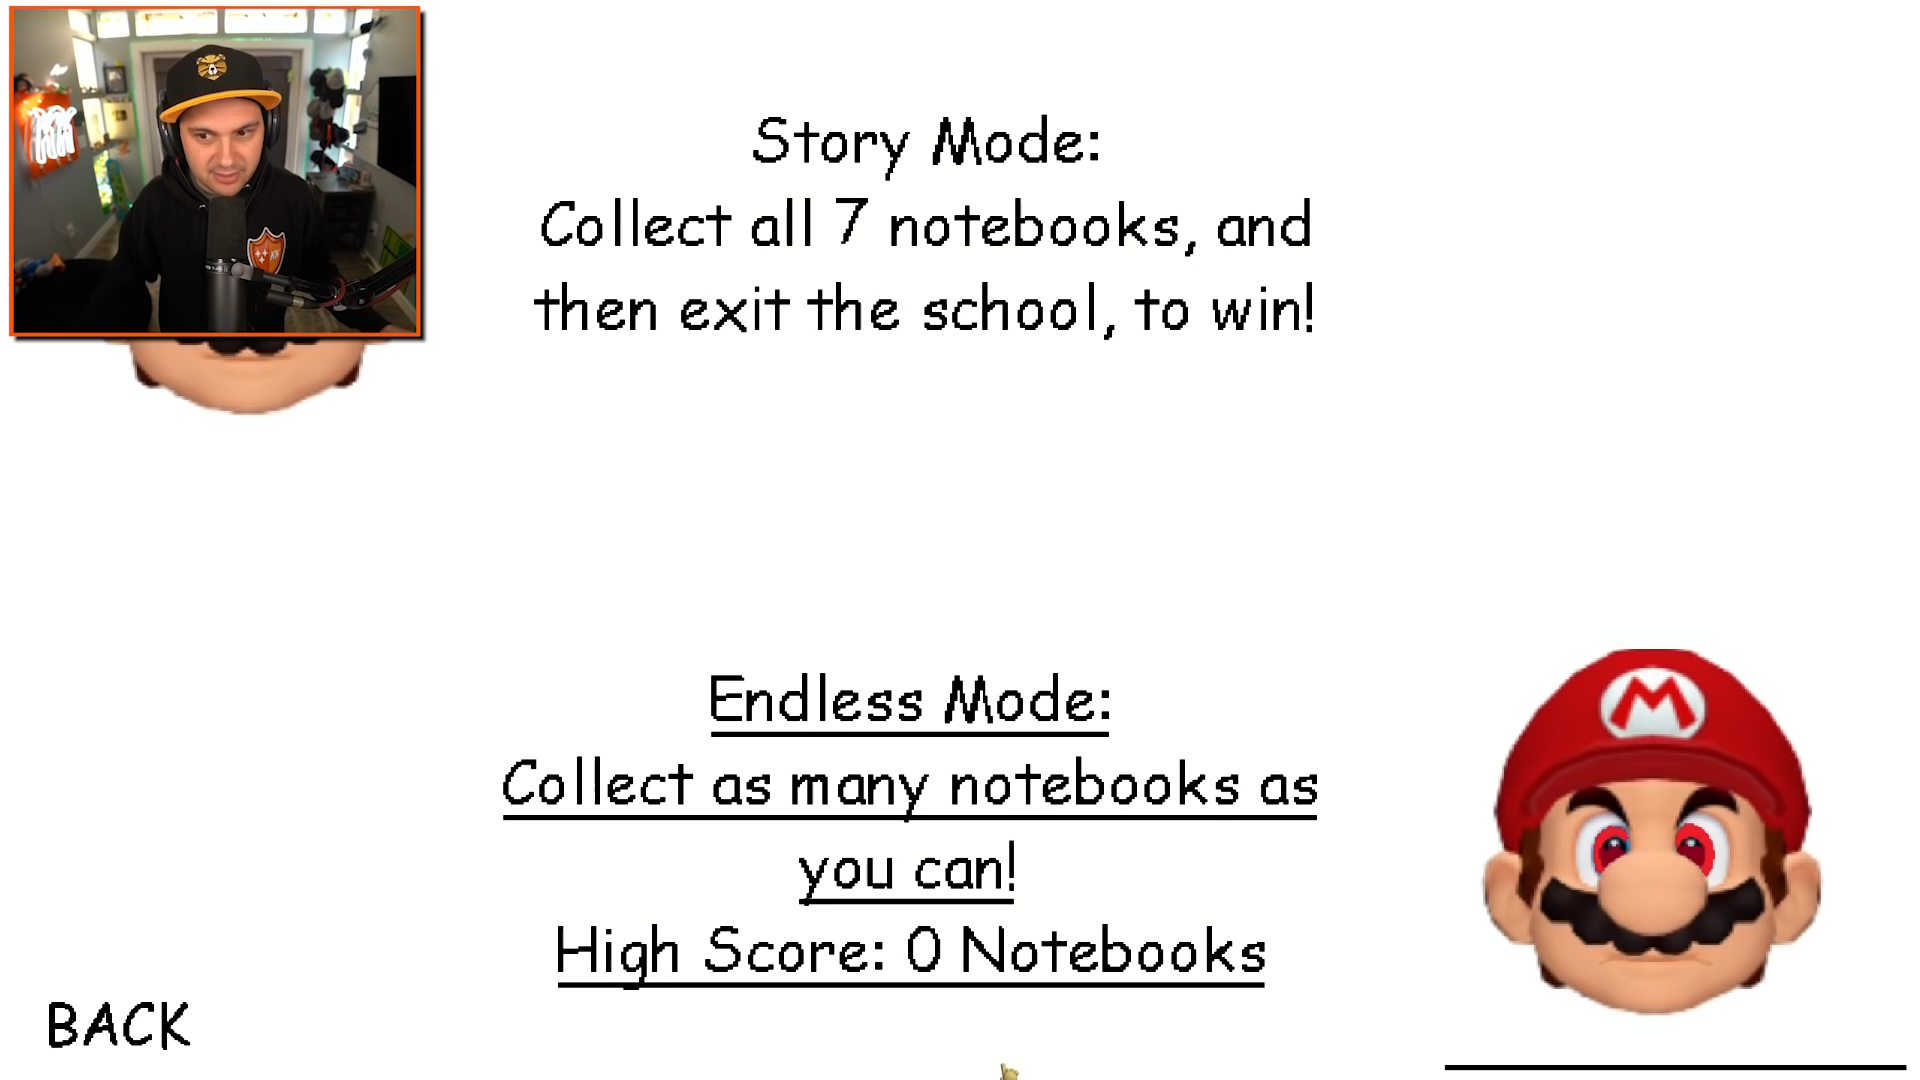 Story Mode:
Collect all 7 notebooks, and
then exit the school, to win!
Endless Mode:
Collect as many notebooks as
you can!
High Score: 0 Notebooks
BACK
M